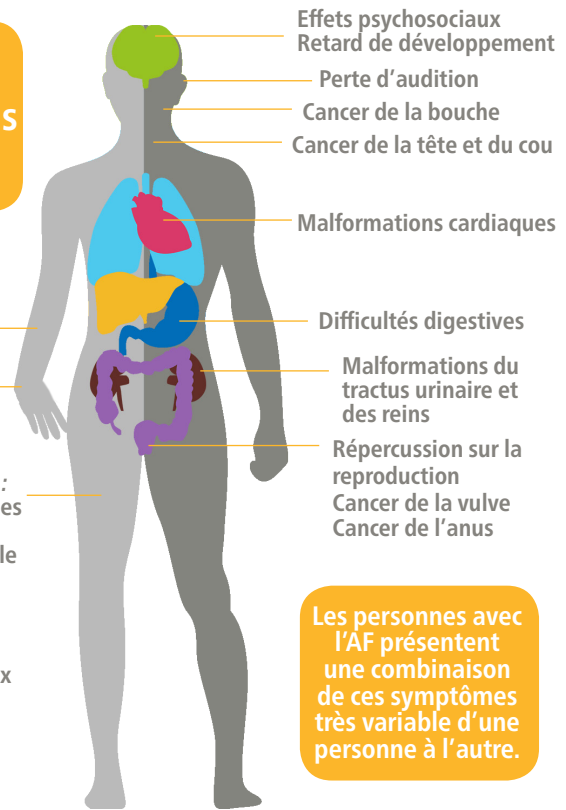 Effets psychosociaux
Retard de développement
Perte d'audition
Cancer de la bouche
Cancer de la tête et du cou
Malformations cardiaques
Difficultés digestives
Malformations du
tractus urinaire et
des reins
Répercussion sur la
reproduction
Cancer de la vulve
Cancer de l'anus
Les personnes avec
l'AF présentent
une combinaison
de ces symptômes
très variable d'une
personne à l'autre.